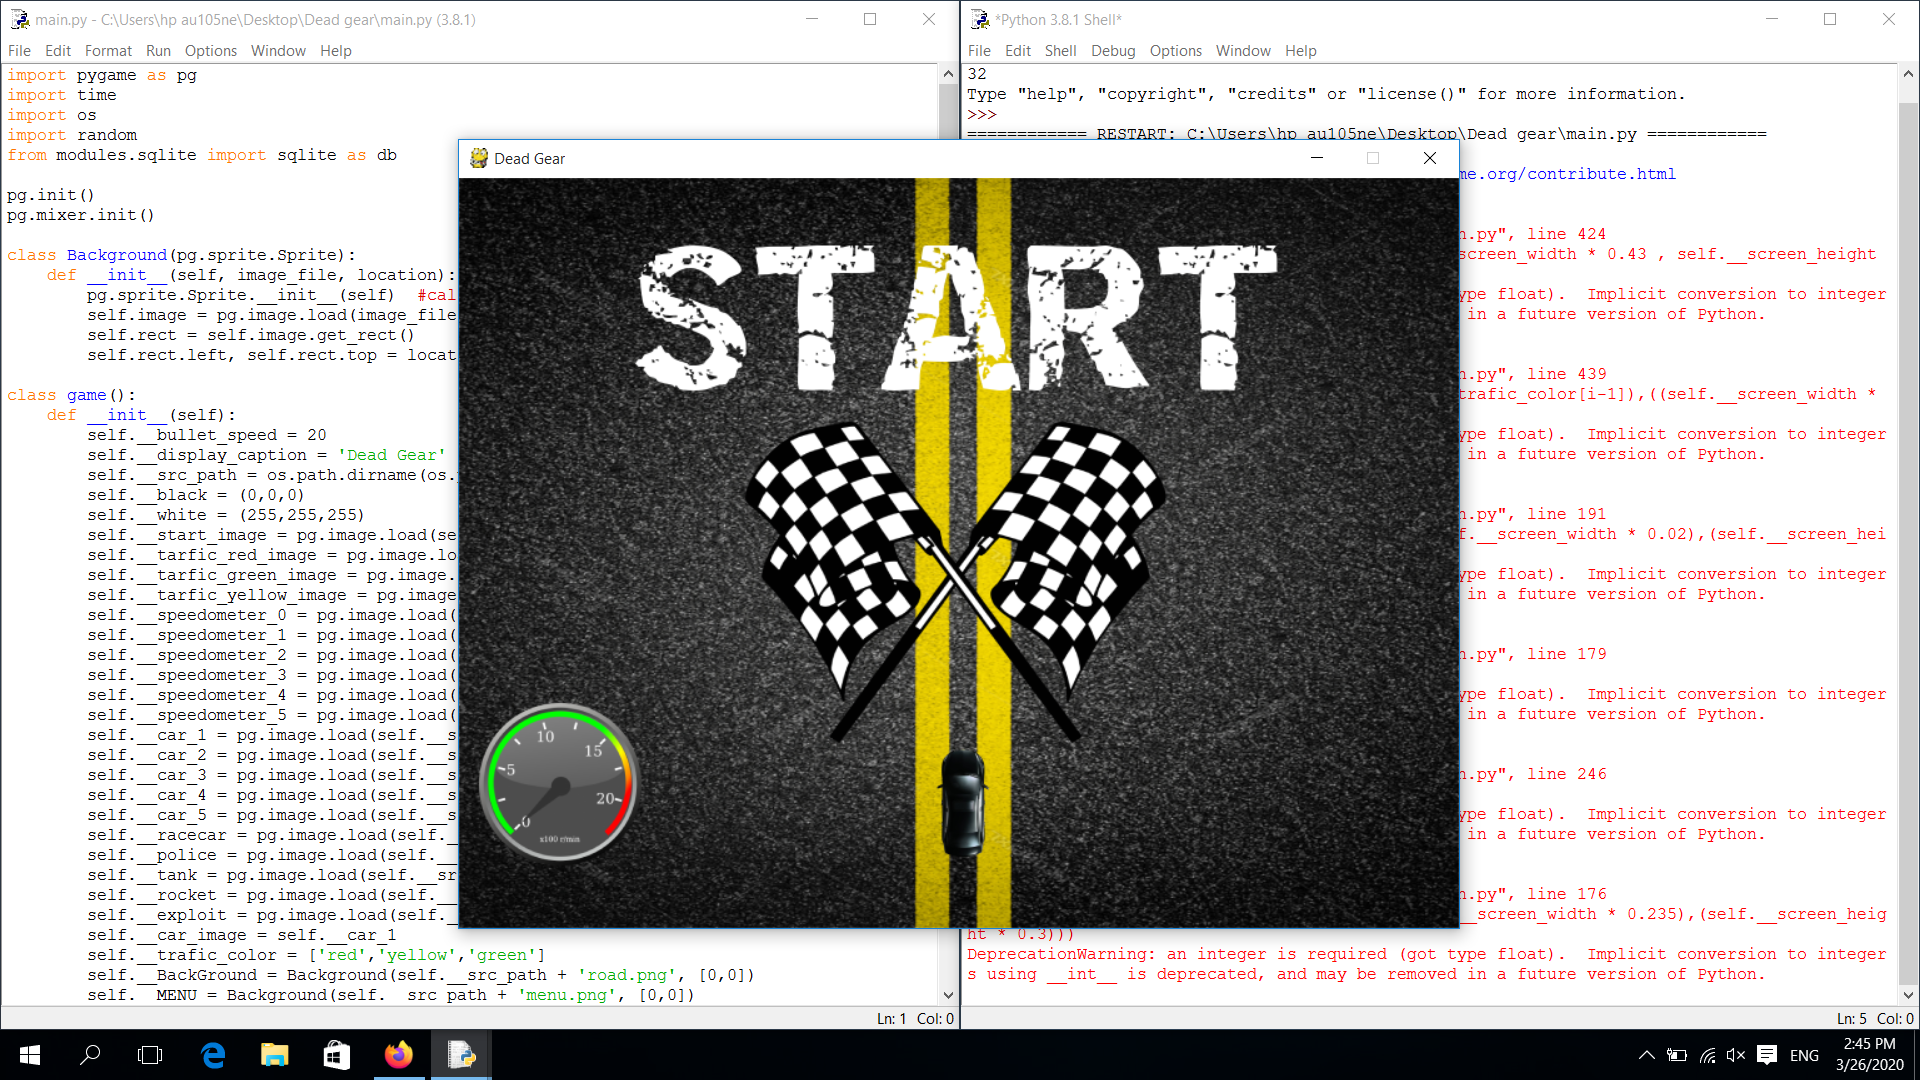 main.py - C:\Users\hp au105ne\Desktop\Dead gear\main.py (3.8.1)
File Edit Format Run Options Window Help
import pygame as pg
import time
import os
import random
from modules.sqlite import sqlite as db
pg.init()
pg.mixer.init()
class Background(pg.sprite.Sprite):
def __init__(self, image_file, location):
pg.sprite.Sprite.__init__(self)  #cal
self.image = pg.image.load(image_file
self.rect = self.image.get_rect()
self.rect.left, self.rect.top = locat
class game():
def __init__(self):
self.__bullet_speed = 20
self.__display_caption = 'Dead Gear'
self.__src_path = os.path.dirname(os.
self.__black = (0,0,0)
self.__white = (255,255,255)
self.__start_image = pg.image.load(se
self.__tarfic_red_image = pg.image.lo
self.__tarfic_green_image = pg.image.
self.__tarfic_yellow_image = pg.image
self.__speedometer_0 = pg.image.load(
self.__speedometer_1 = pg.image.load(
self.__speedometer_2 = pg.image.load(
self.__speedometer_3 = pg.image.load(
self.__speedometer_4 = pg.image.load(
self.__speedometer_5 = pg.image.load(
self.__car_1 = pg.image.load(self.__s
self.__car_2 = pg.image.load(self.__s
self.__car_3 = pg.image.load(self.__s
self.__car_4 = pg.image.load(self.__s
self.__car_5 = pg.image.load(self.__s
self.__racecar = pg.image.load(self._
self.__police = pg.image.load(self.__
self.__tank = pg.image.load(self.__sr
self.__rocket = pg.image.load(self.__
self.__exploit = pg.image.load(self._
self.__car_image = self.__car_1
self.__trafic_color = ['red','yellow','green']
self.__BackGround = Background(self.__src_path + 'road.png', [0,0])
self.__MENU = Background(self.__src_path + 'menu.png', [0,0])
Ln: 1 Col: 0
Dead Gear
START
0
5
10
15
20
x100 r/min
*Python 3.8.1 Shell*
File Edit Shell Debug Options Window Help
32
Type "help", "copyright", "credits" or "license()" for more information.
>>>
============ RESTART: C:\Users\hp au105ne\Desktop\Dead gear\main.py ============
me.org/contribute.html
n.py", line 424
screen_width * 0.43 , self.__screen_height
ype float).  Implicit conversion to integer
in a future version of Python.
n.py", line 439
trafic_color[i-1]),((self.__screen_width *
ype float).  Implicit conversion to integer
in a future version of Python.
n.py", line 191
f.__screen_width * 0.02),(self.__screen_hei
ype float).  Implicit conversion to integer
in a future version of Python.
n.py", line 179
ype float).  Implicit conversion to integer
in a future version of Python.
n.py", line 246
ype float).  Implicit conversion to integer
in a future version of Python.
n.py", line 176
__screen_width * 0.235),(self.__screen_heig
ht * 0.3)))
DeprecationWarning: an integer is required (got type float).  Implicit conversion to integer
s using __int__ is deprecated, and may be removed in a future version of Python.
Ln: 5 Col: 0
ENG
2:45 PM
3/26/2020